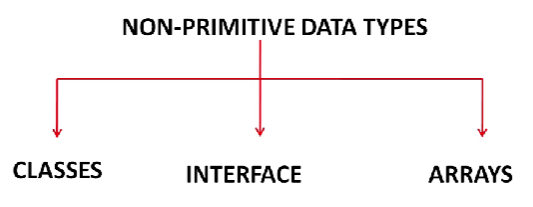 NON-PRIMITIVE DATA TYPES
CLASSES
INTERFACE
ARRAYS